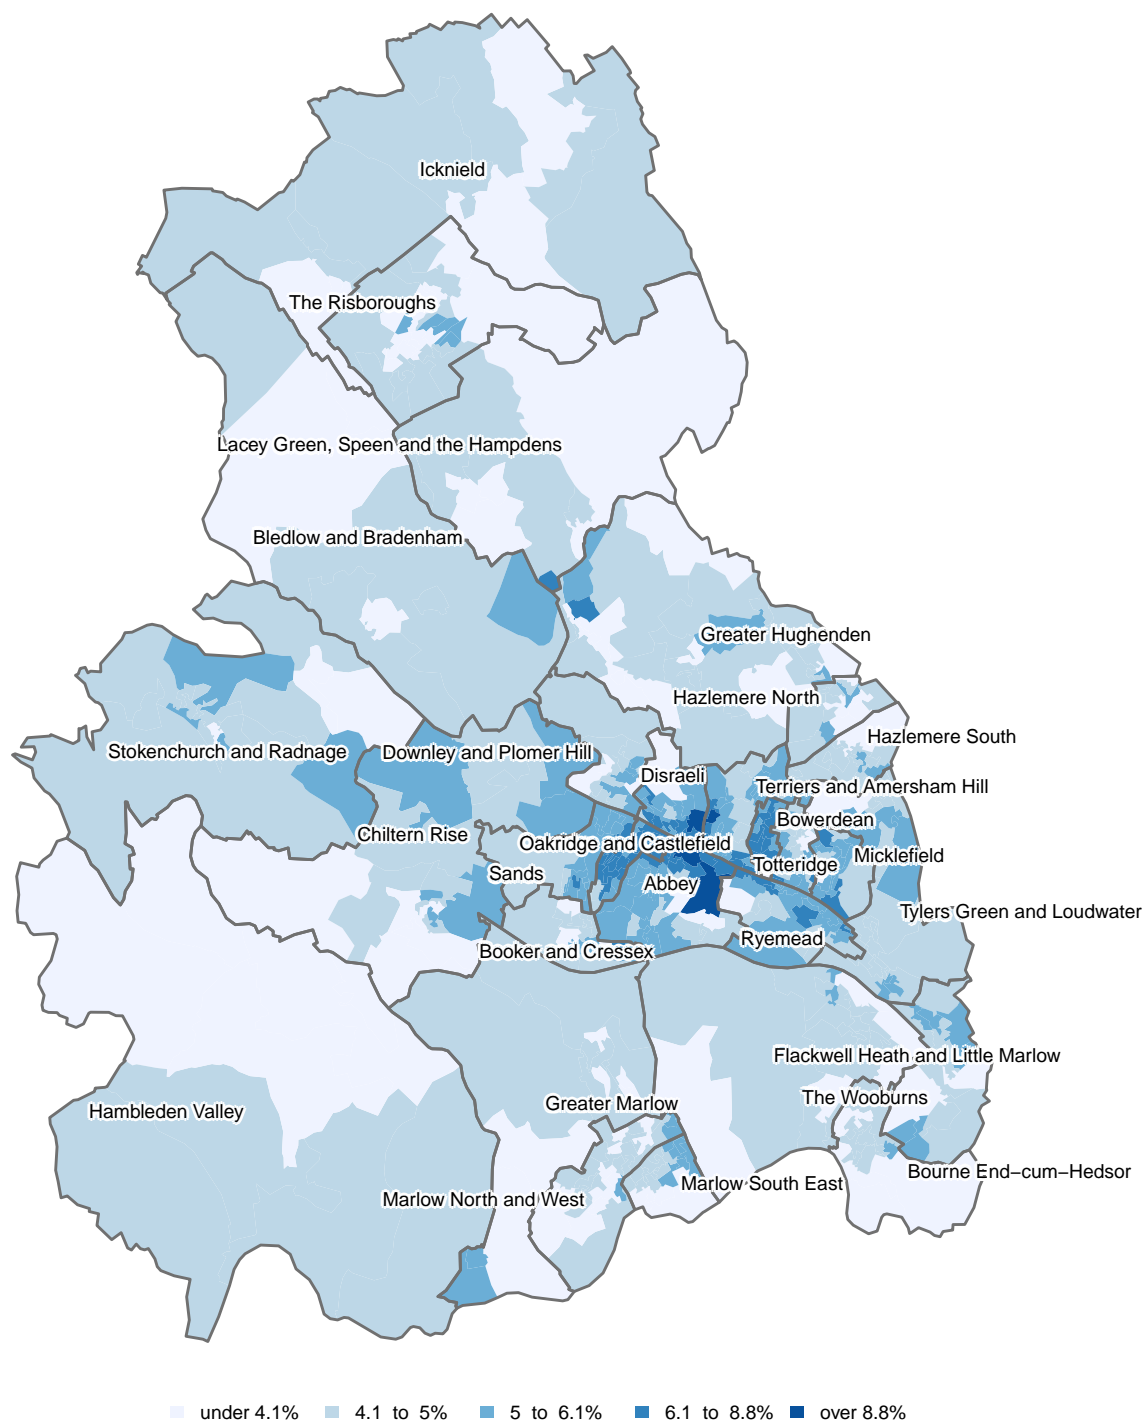 Icknield
The Risboroughs
Lacey Green, Speen and the Hampdens
Bledlow and Bradenham
Greater Hughenden
Hazlemere North
Hazlemere South
Stokenchurch and Radnage
Downley and Plomer Hill
Disraeli
Terriers and Amersham Hill
Bowerdean
Chiltern Rise
Oakridge and Castlefield
Micklefield
Totteridge
Sands
Abbey
Tylers Green and Loudwater
Ryemead
Booker and Cressex
Flackwell Heath and Little Marlow
The Wooburns
Greater Marlow
Hambleden Valley
Bourne End−cum−Hedsor
Marlow South East
Marlow North and West
under 4.1% 4.1 to 5% 5 to 6.1% 6.1 to 8.8% over 8.8%